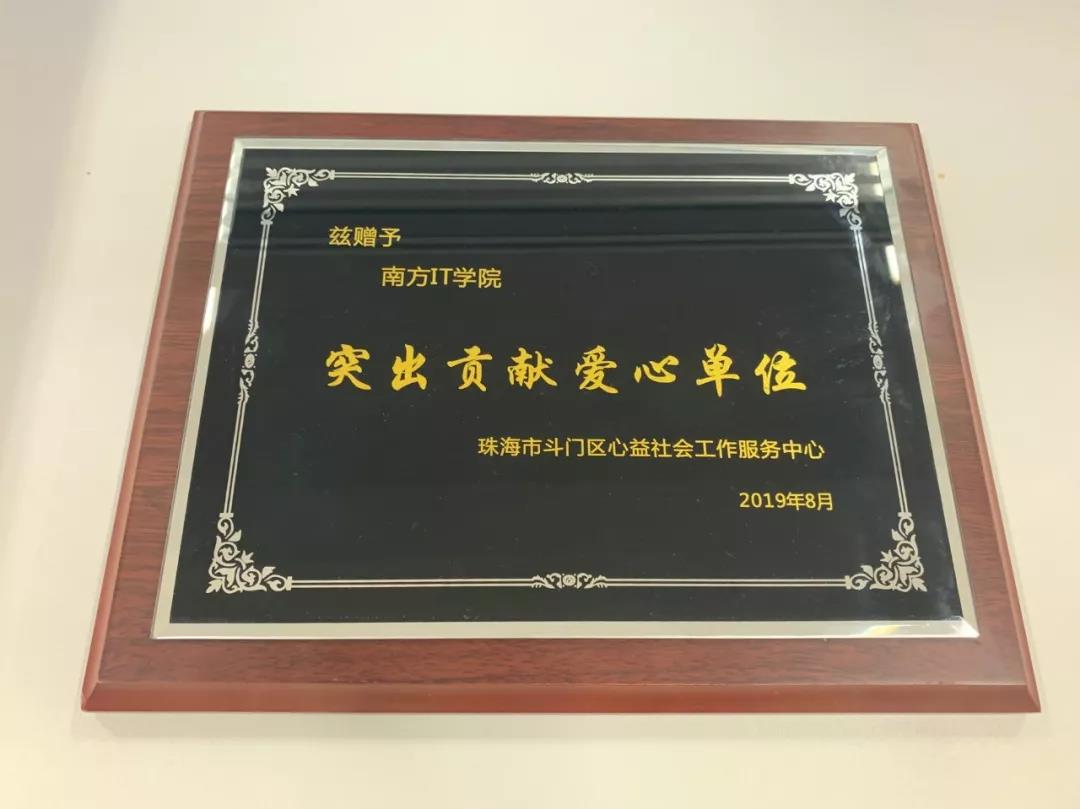 兹赠予
南方IT学院
突出贡献爱心单位
珠海市斗门区心益社会工作服务中心
2019年8月